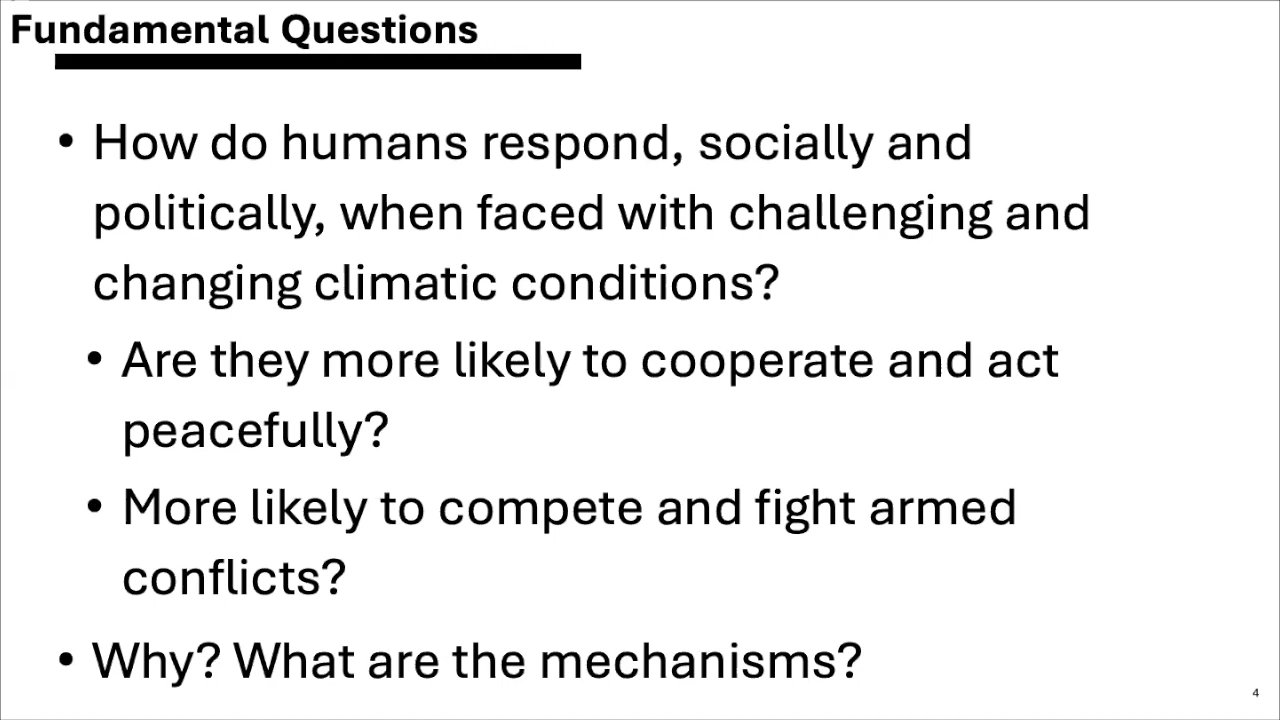 Fundamental Questions
• How do humans respond, socially and
politically, when faced with challenging and
changing climatic conditions?
• Are they more likely to cooperate and act
peacefully?
• More likely to compete and fight armed
conflicts?
• Why? What are the mechanisms?
4